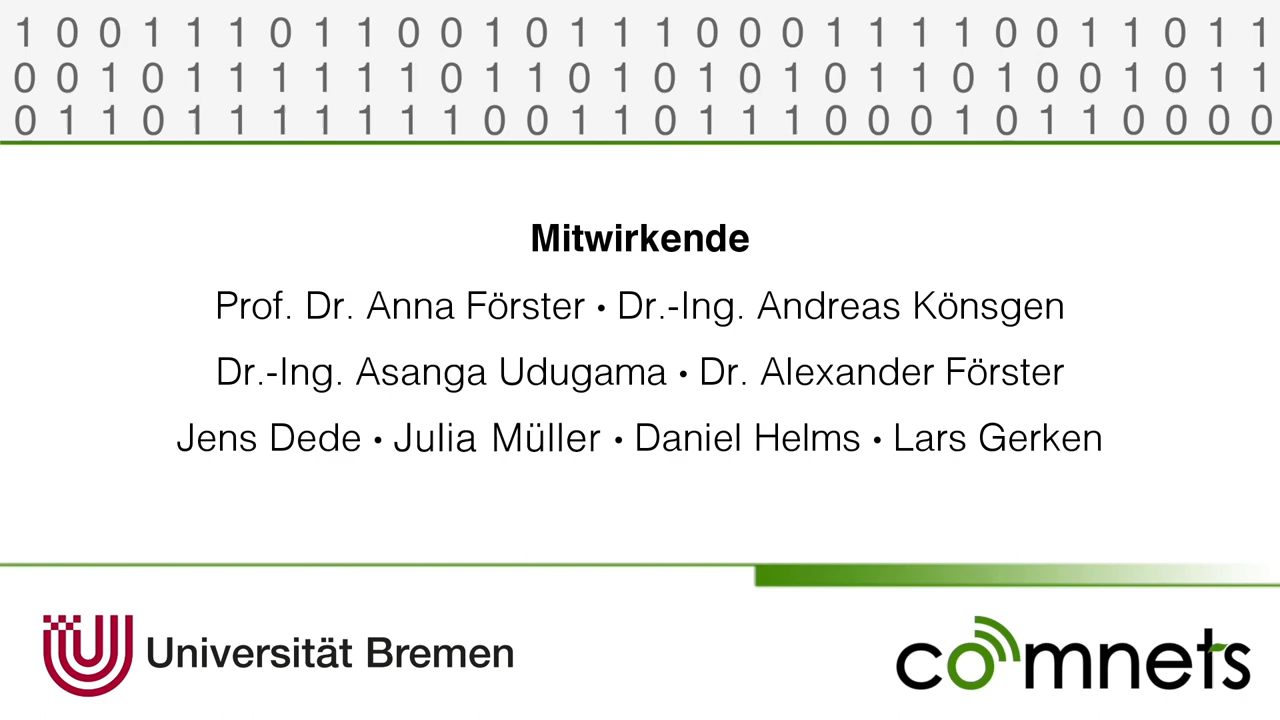 1 0 0 1 1 1 0 1 1 0 0 1 0 1 1 1 0 0 0 1 1 1 1 0 0 1 1 0 1 1
0 0 1 0 1 1 1 1 1 1 0 1 1 0 1 0 1 0 1 0 1 1 0 1 0 0 1 0 1 1
0 1 1 0 1 1 1 1 1 1 1 0 0 1 1 0 1 1 1 0 0 0 1 0 1 1 0 0 0 0
Mitwirkende
Prof. Dr. Anna Förster • Dr.-Ing. Andreas Könsgen
Dr.-Ing. Asanga Udugama • Dr. Alexander Förster
Jens Dede • Julia Müller • Daniel Helms • Lars Gerken
Universität Bremen
comnets